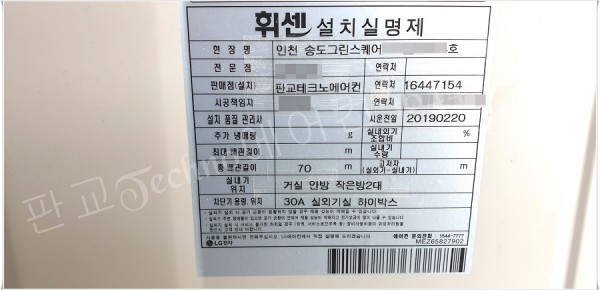 휘센 설치실명제
현 장 명 인천 송도그린스퀘어 호
전 문 점 연락처
판매점(설치) 판교테크노에어컨 연락처 16447154
시공책임자 연락처
설치 품질 관리사 시운전일 20190220
추가 냉매량 g 실내외기 조합비 %
최대 배관길이 m 실내기 수량
총 배관길이 70 m 고저차 (실외기-실내기) m
실내기 위치 거실 안방 작은방2대
차단기용량, 위치 30A 실외기실 하이박스
LG전자
에어컨 문의전화 : 1544-7777
MEZ65827902
판교Techno에어컨